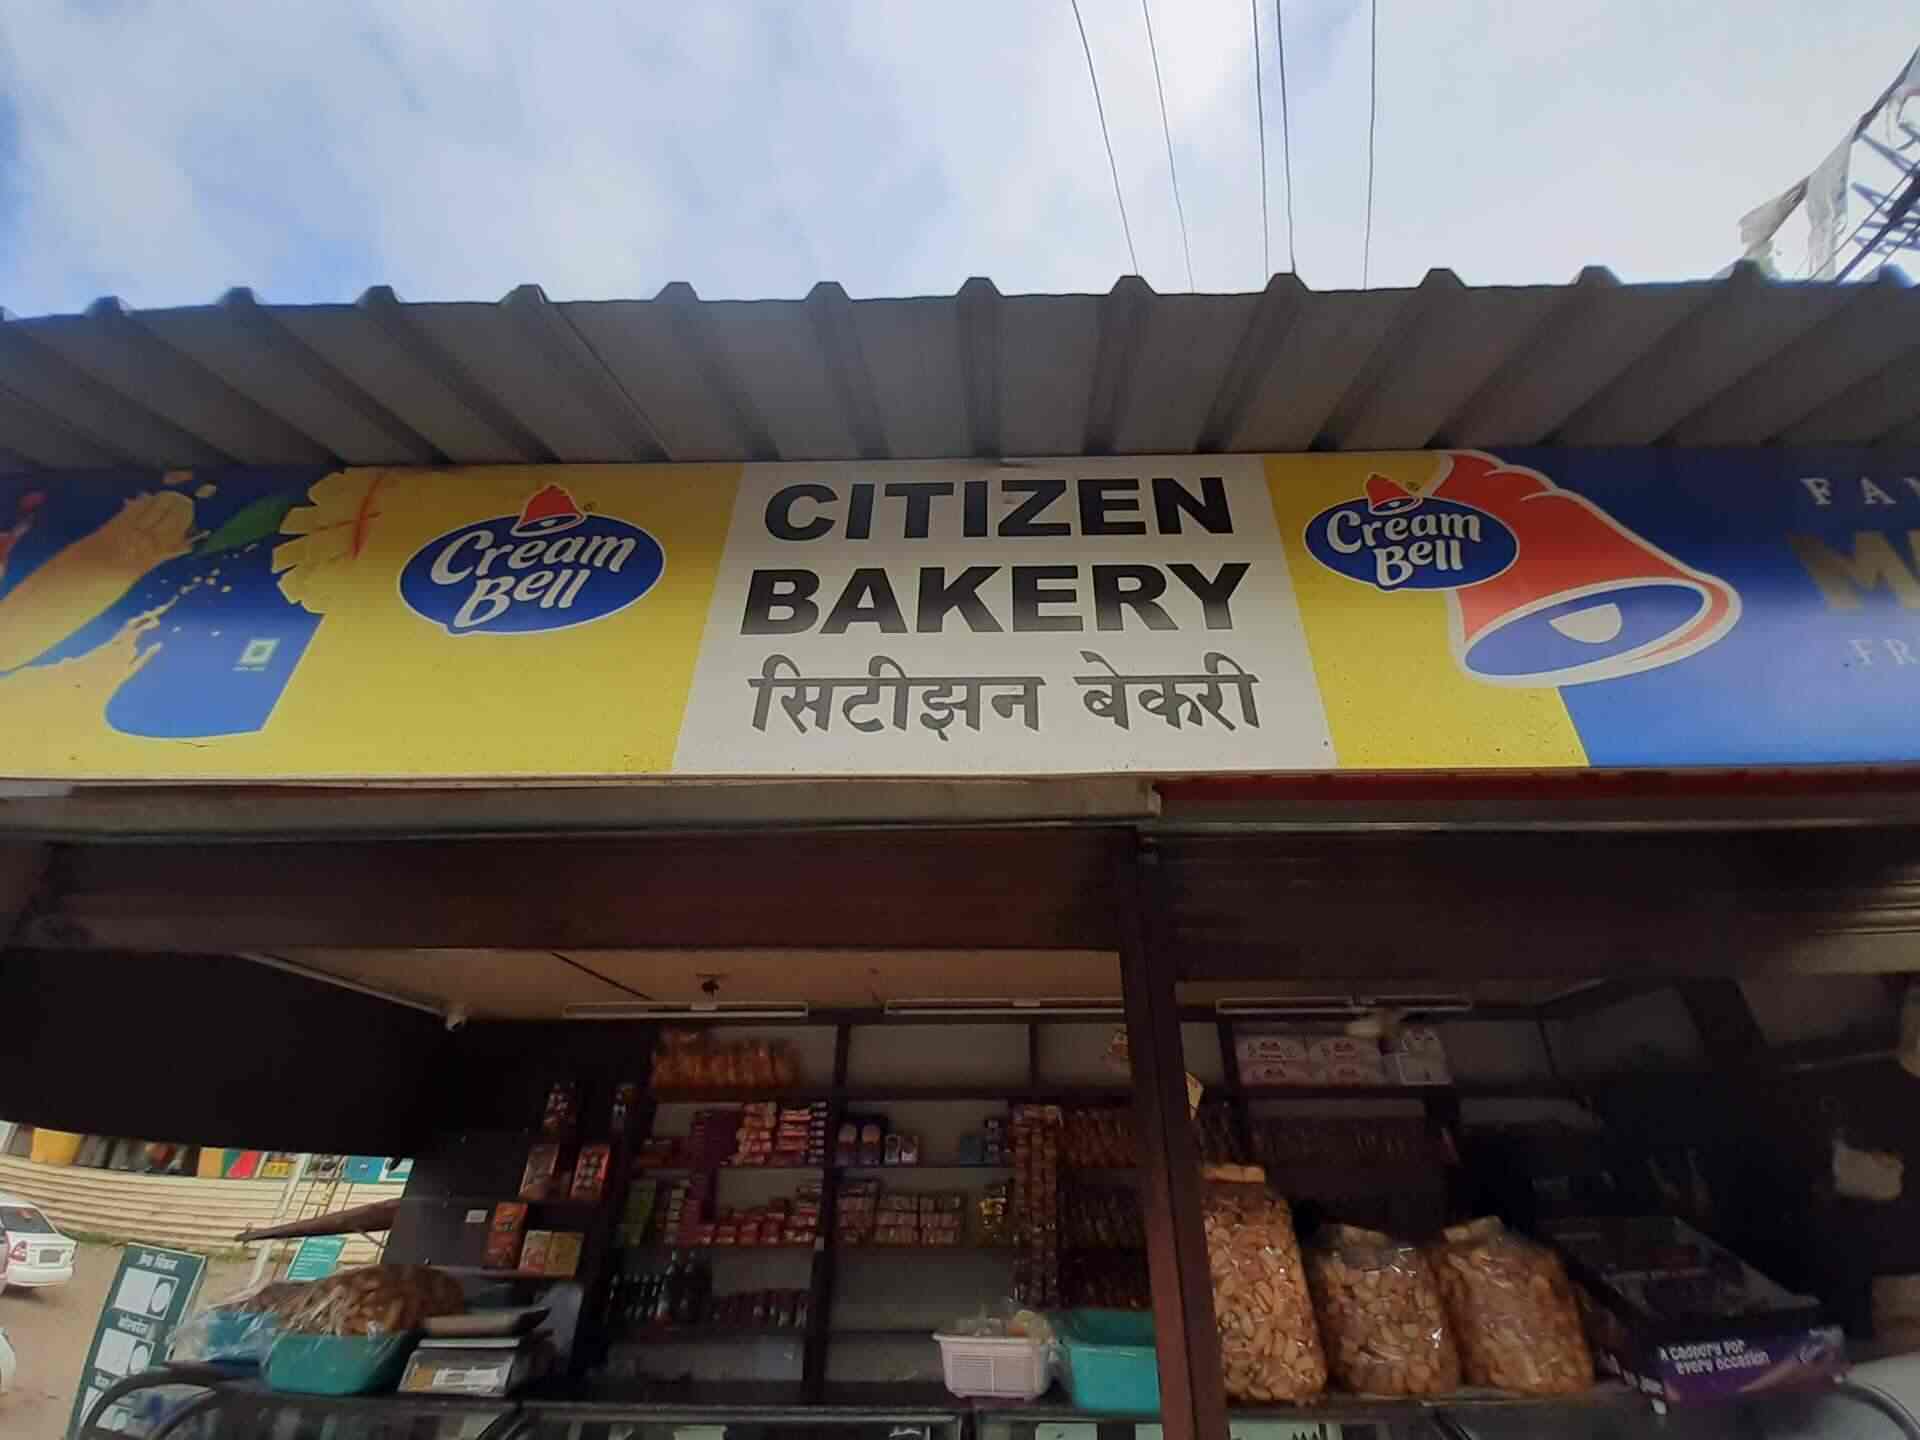 Cream
Bell
CITIZEN
BAKERY
सिटीझन बेकरी
Cream
Bell
A CADBURY FOR
EVERY OCCASION